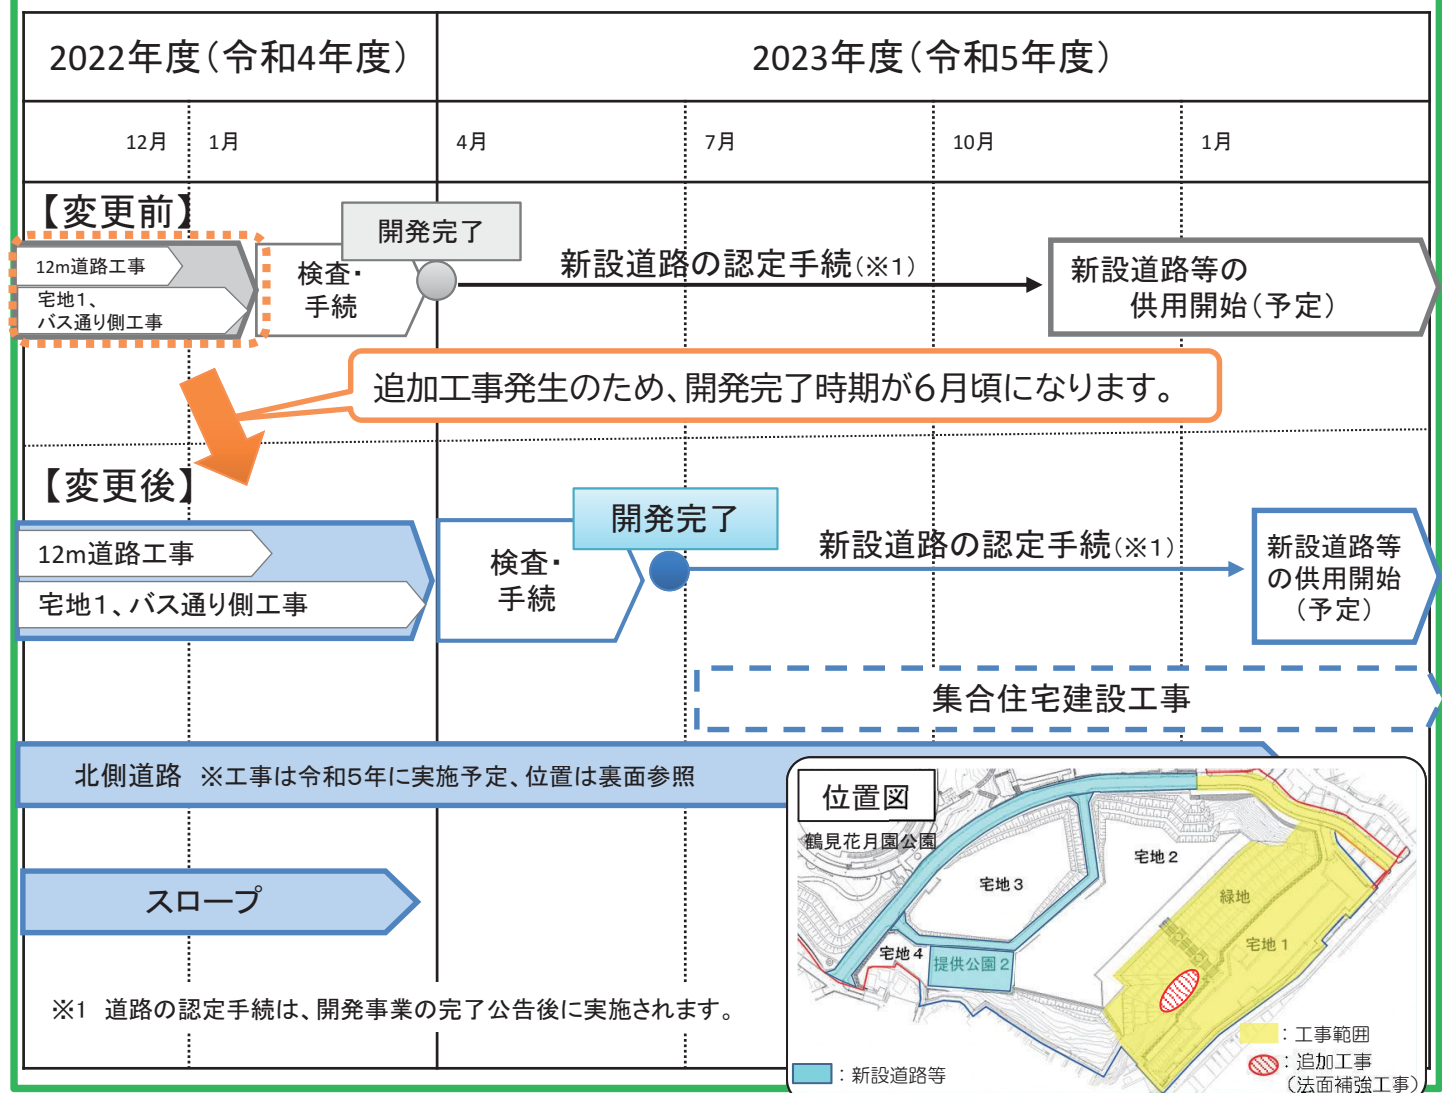 2022年度（令和4年度）
2023年度（令和5年度）
12月
1月
4月
7月
10月
1月
【変更前】
12m道路工事
宅地1、
バス通り側工事
検査・
手続
開発完了
新設道路の認定手続（※1）
新設道路等の
供用開始（予定）
追加工事発生のため、開発完了時期が6月頃になります。
【変更後】
12m道路工事
宅地1、バス通り側工事
検査・
手続
開発完了
新設道路の認定手続（※1）
新設道路等
の供用開始
（予定）
集合住宅建設工事
北側道路 ※工事は令和5年に実施予定、位置は裏面参照
スロープ
※1 道路の認定手続は、開発事業の完了公告後に実施されます。
位置図
鶴見花月園公園
宅地2
宅地3
緑地
宅地1
宅地4
提供公園2
：新設道路等
：工事範囲
：追加工事
（法面補強工事）